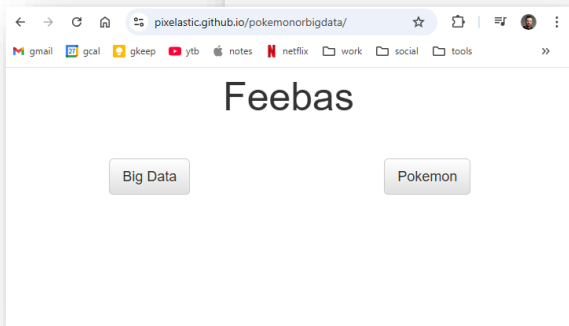 pixelastic.github.io/pokemonorbigdata/
gmail gcal gkeep ytb notes netflix work social tools »
Feebas
Big Data Pokemon